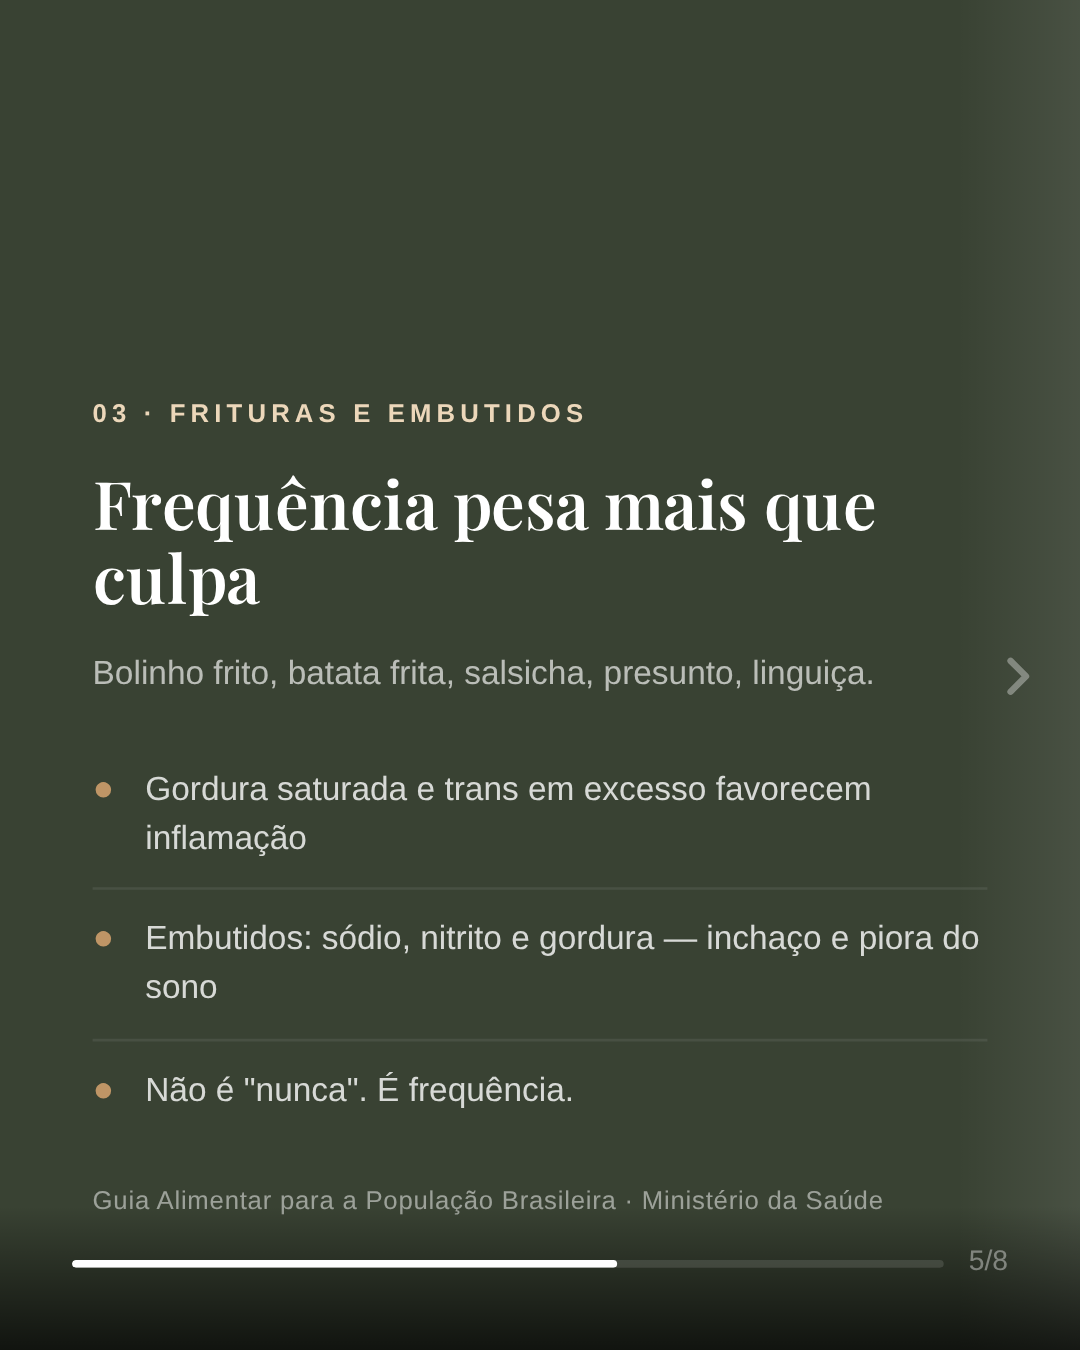 03 · FRITURAS E EMBUTIDOS
Frequência pesa mais que
culpa
Bolinho frito, batata frita, salsicha, presunto, linguiça.
Gordura saturada e trans em excesso favorecem
inflamação
Embutidos: sódio, nitrito e gordura — inchaço e piora do
sono
Não é "nunca". É frequência.
Guia Alimentar para a População Brasileira · Ministério da Saúde
5/8